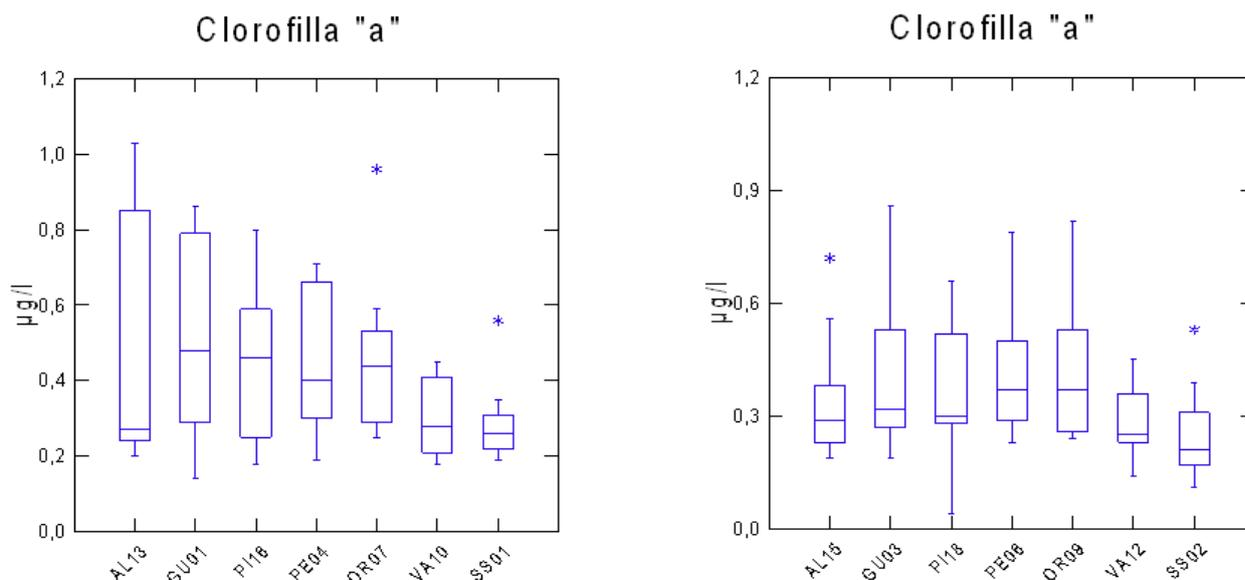 Clorofilla "a"
1,2
1,0
0,8
0,6
0,4
0,2
0,0
µg/l
AL13
GU01
PI16
PE04
OR07
VA10
SS01
Clorofilla "a"
1,2
0,9
0,6
0,3
0,0
µg/l
AL15
GU03
PI18
PE06
OR09
VA12
SS02